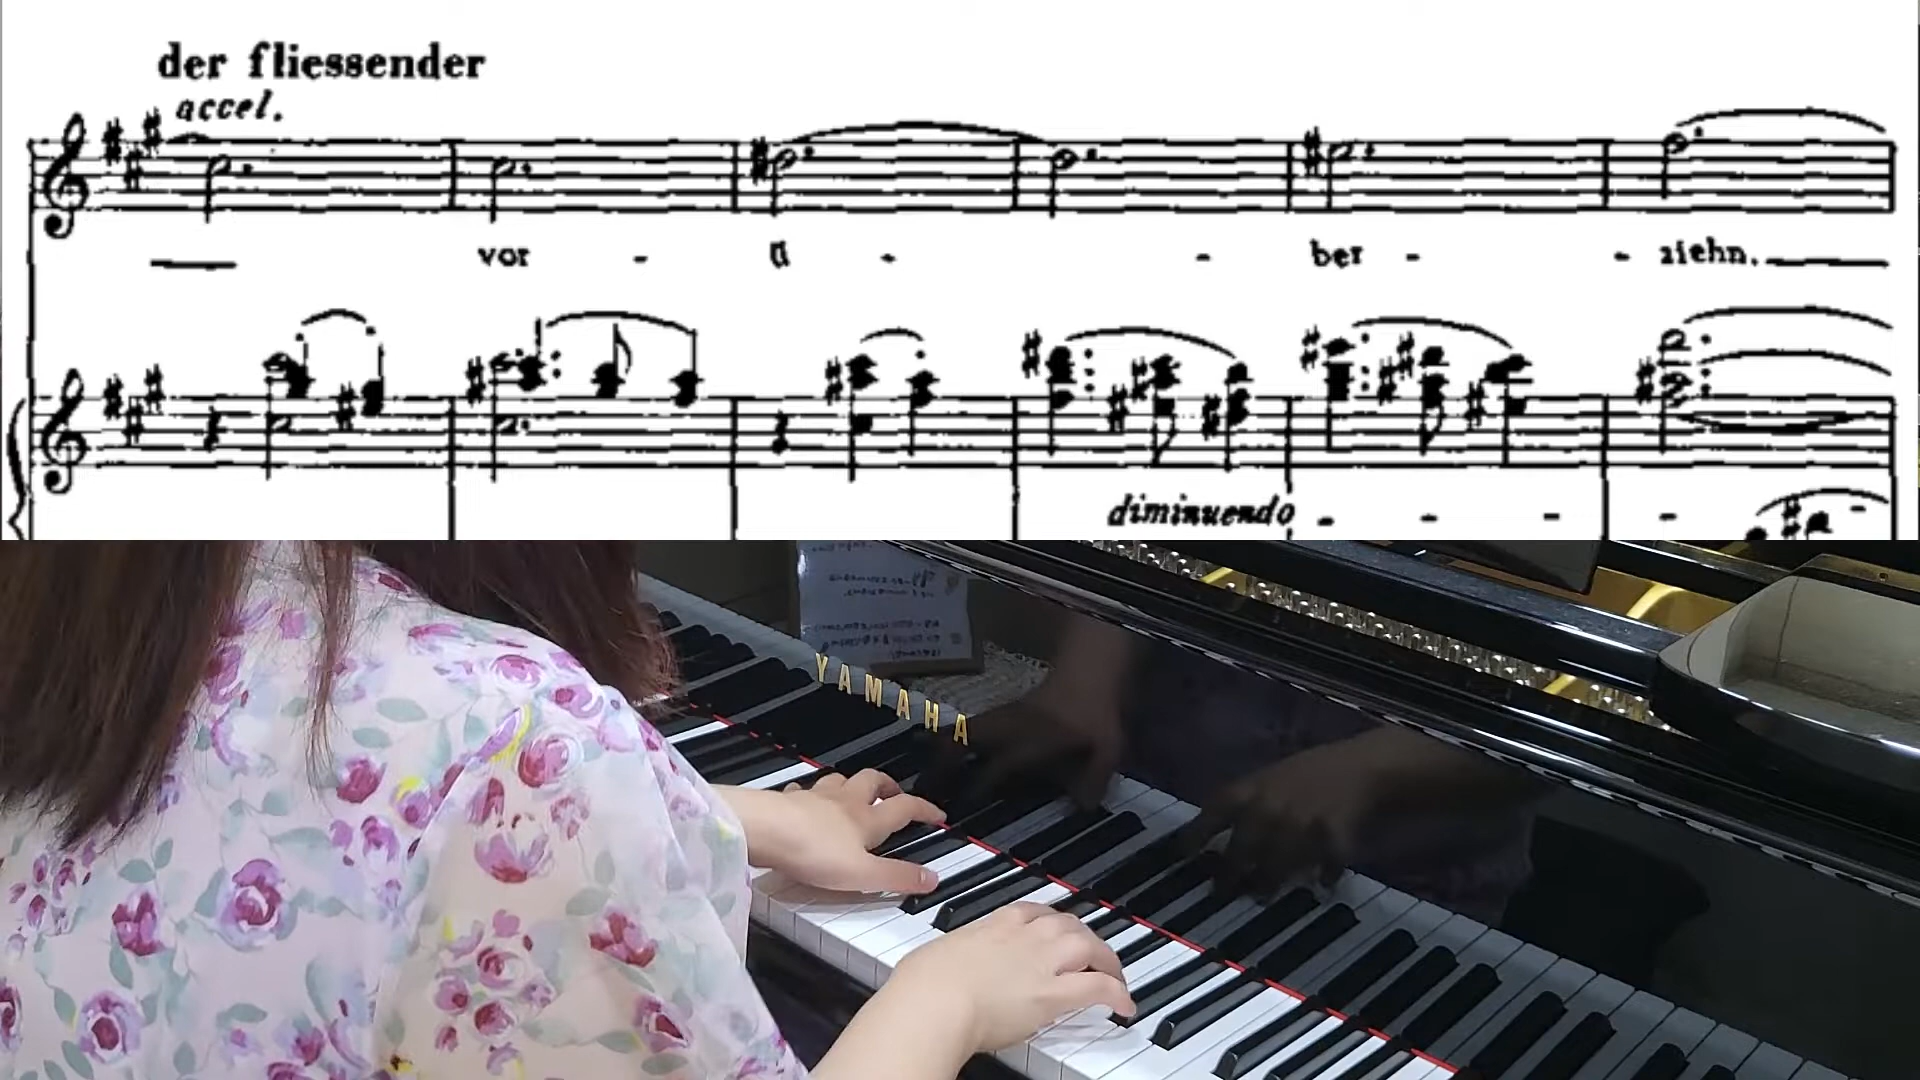 der fliessender
accel.
vor - ü - - ber - - ziehn.
diminuendo - - - - -
YAMAHA